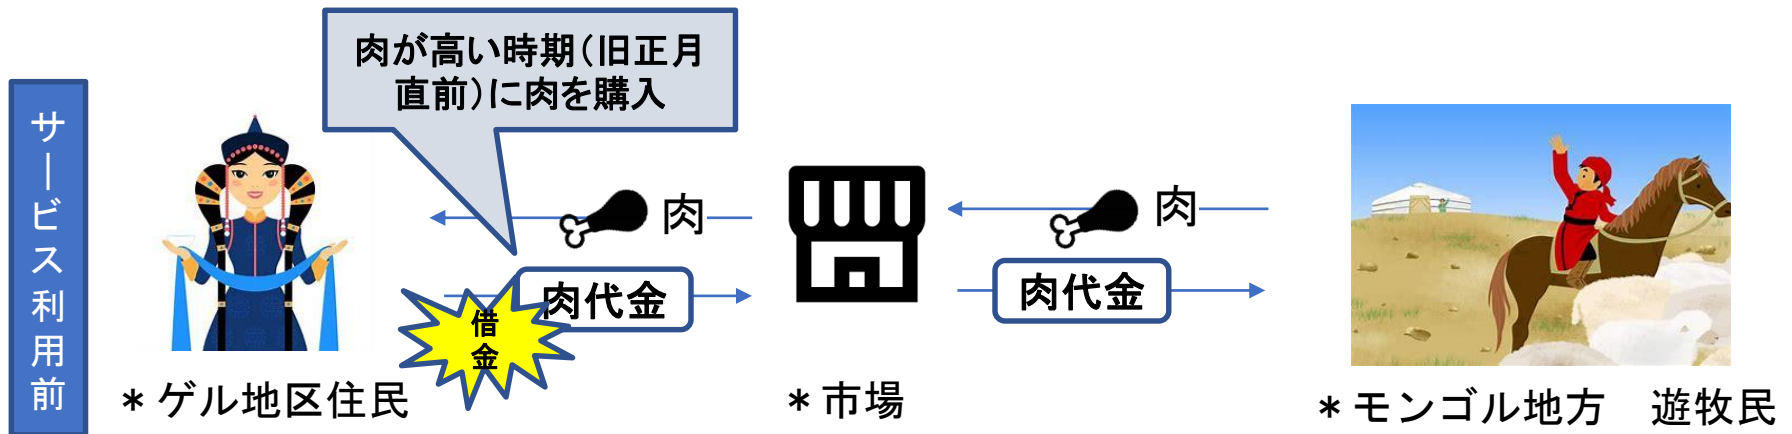 サービス利用前
肉が高い時期（旧正月
直前）に肉を購入
肉
肉
肉代金
肉代金
借
金
＊ゲル地区住民
＊市場
＊モンゴル地方　遊牧民